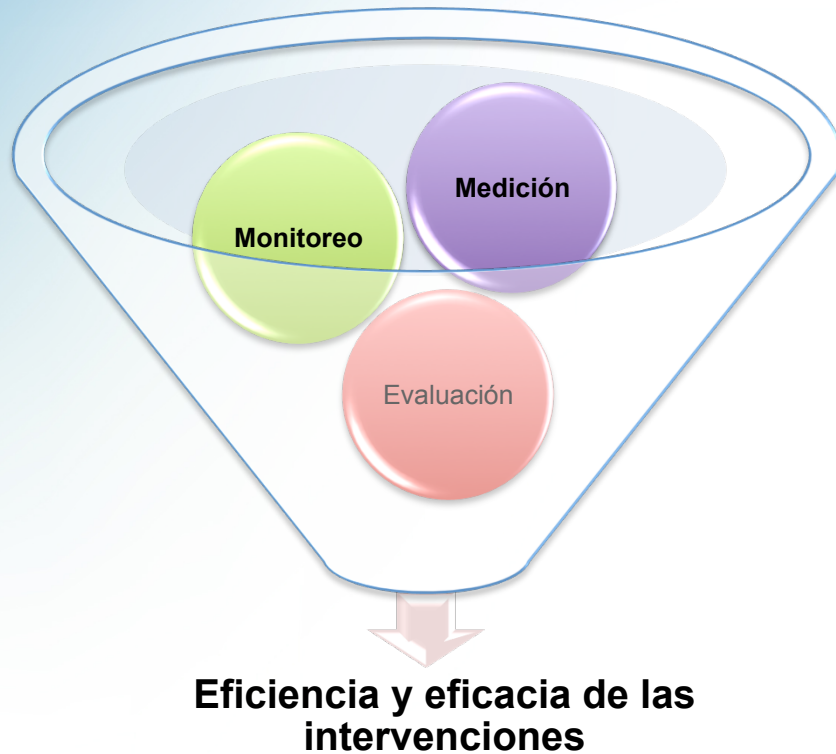 Medición
Monitoreo
Evaluación
Eficiencia y eficacia de las
intervenciones